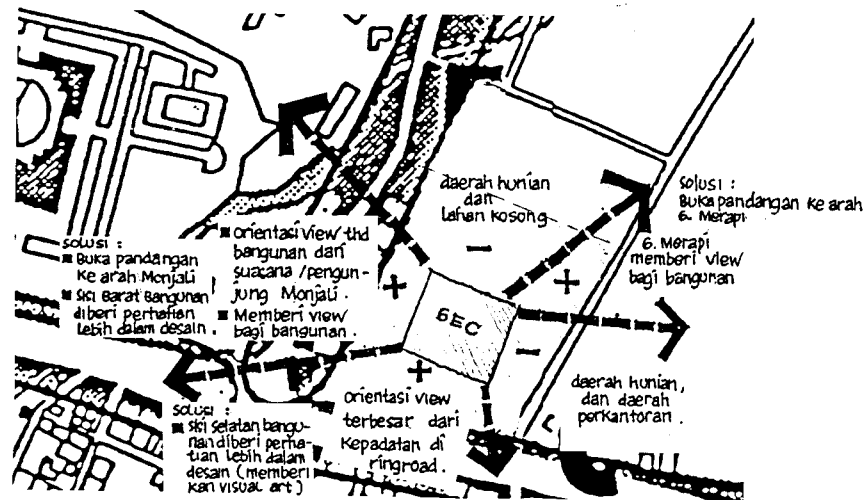 daerah hunian
dan
lahan kosong
SOLUSI :
Buka pandangan ke arah
G. Merapi
G. Merapi
memberi view
bagi bangunan
SOLUSI :
Buka pandangan
Ke arah Monjali
Sisi Barat Bangunan
diberi perhatian
lebih dalam desain.
Orientasi view thd
bangunan dari
suacana/pengun-
jung Monjali.
Memberi view
bagi bangunan.
GEC
daerah hunian,
dan daerah
perkantoran.
Orientasi view
terbesar dari
Kepadatan di
ringroad.
SOLUSI :
Sisi Selatan bangu-
nan diberi perha-
tian lebih dalam
desain (memberi
kan visual art)